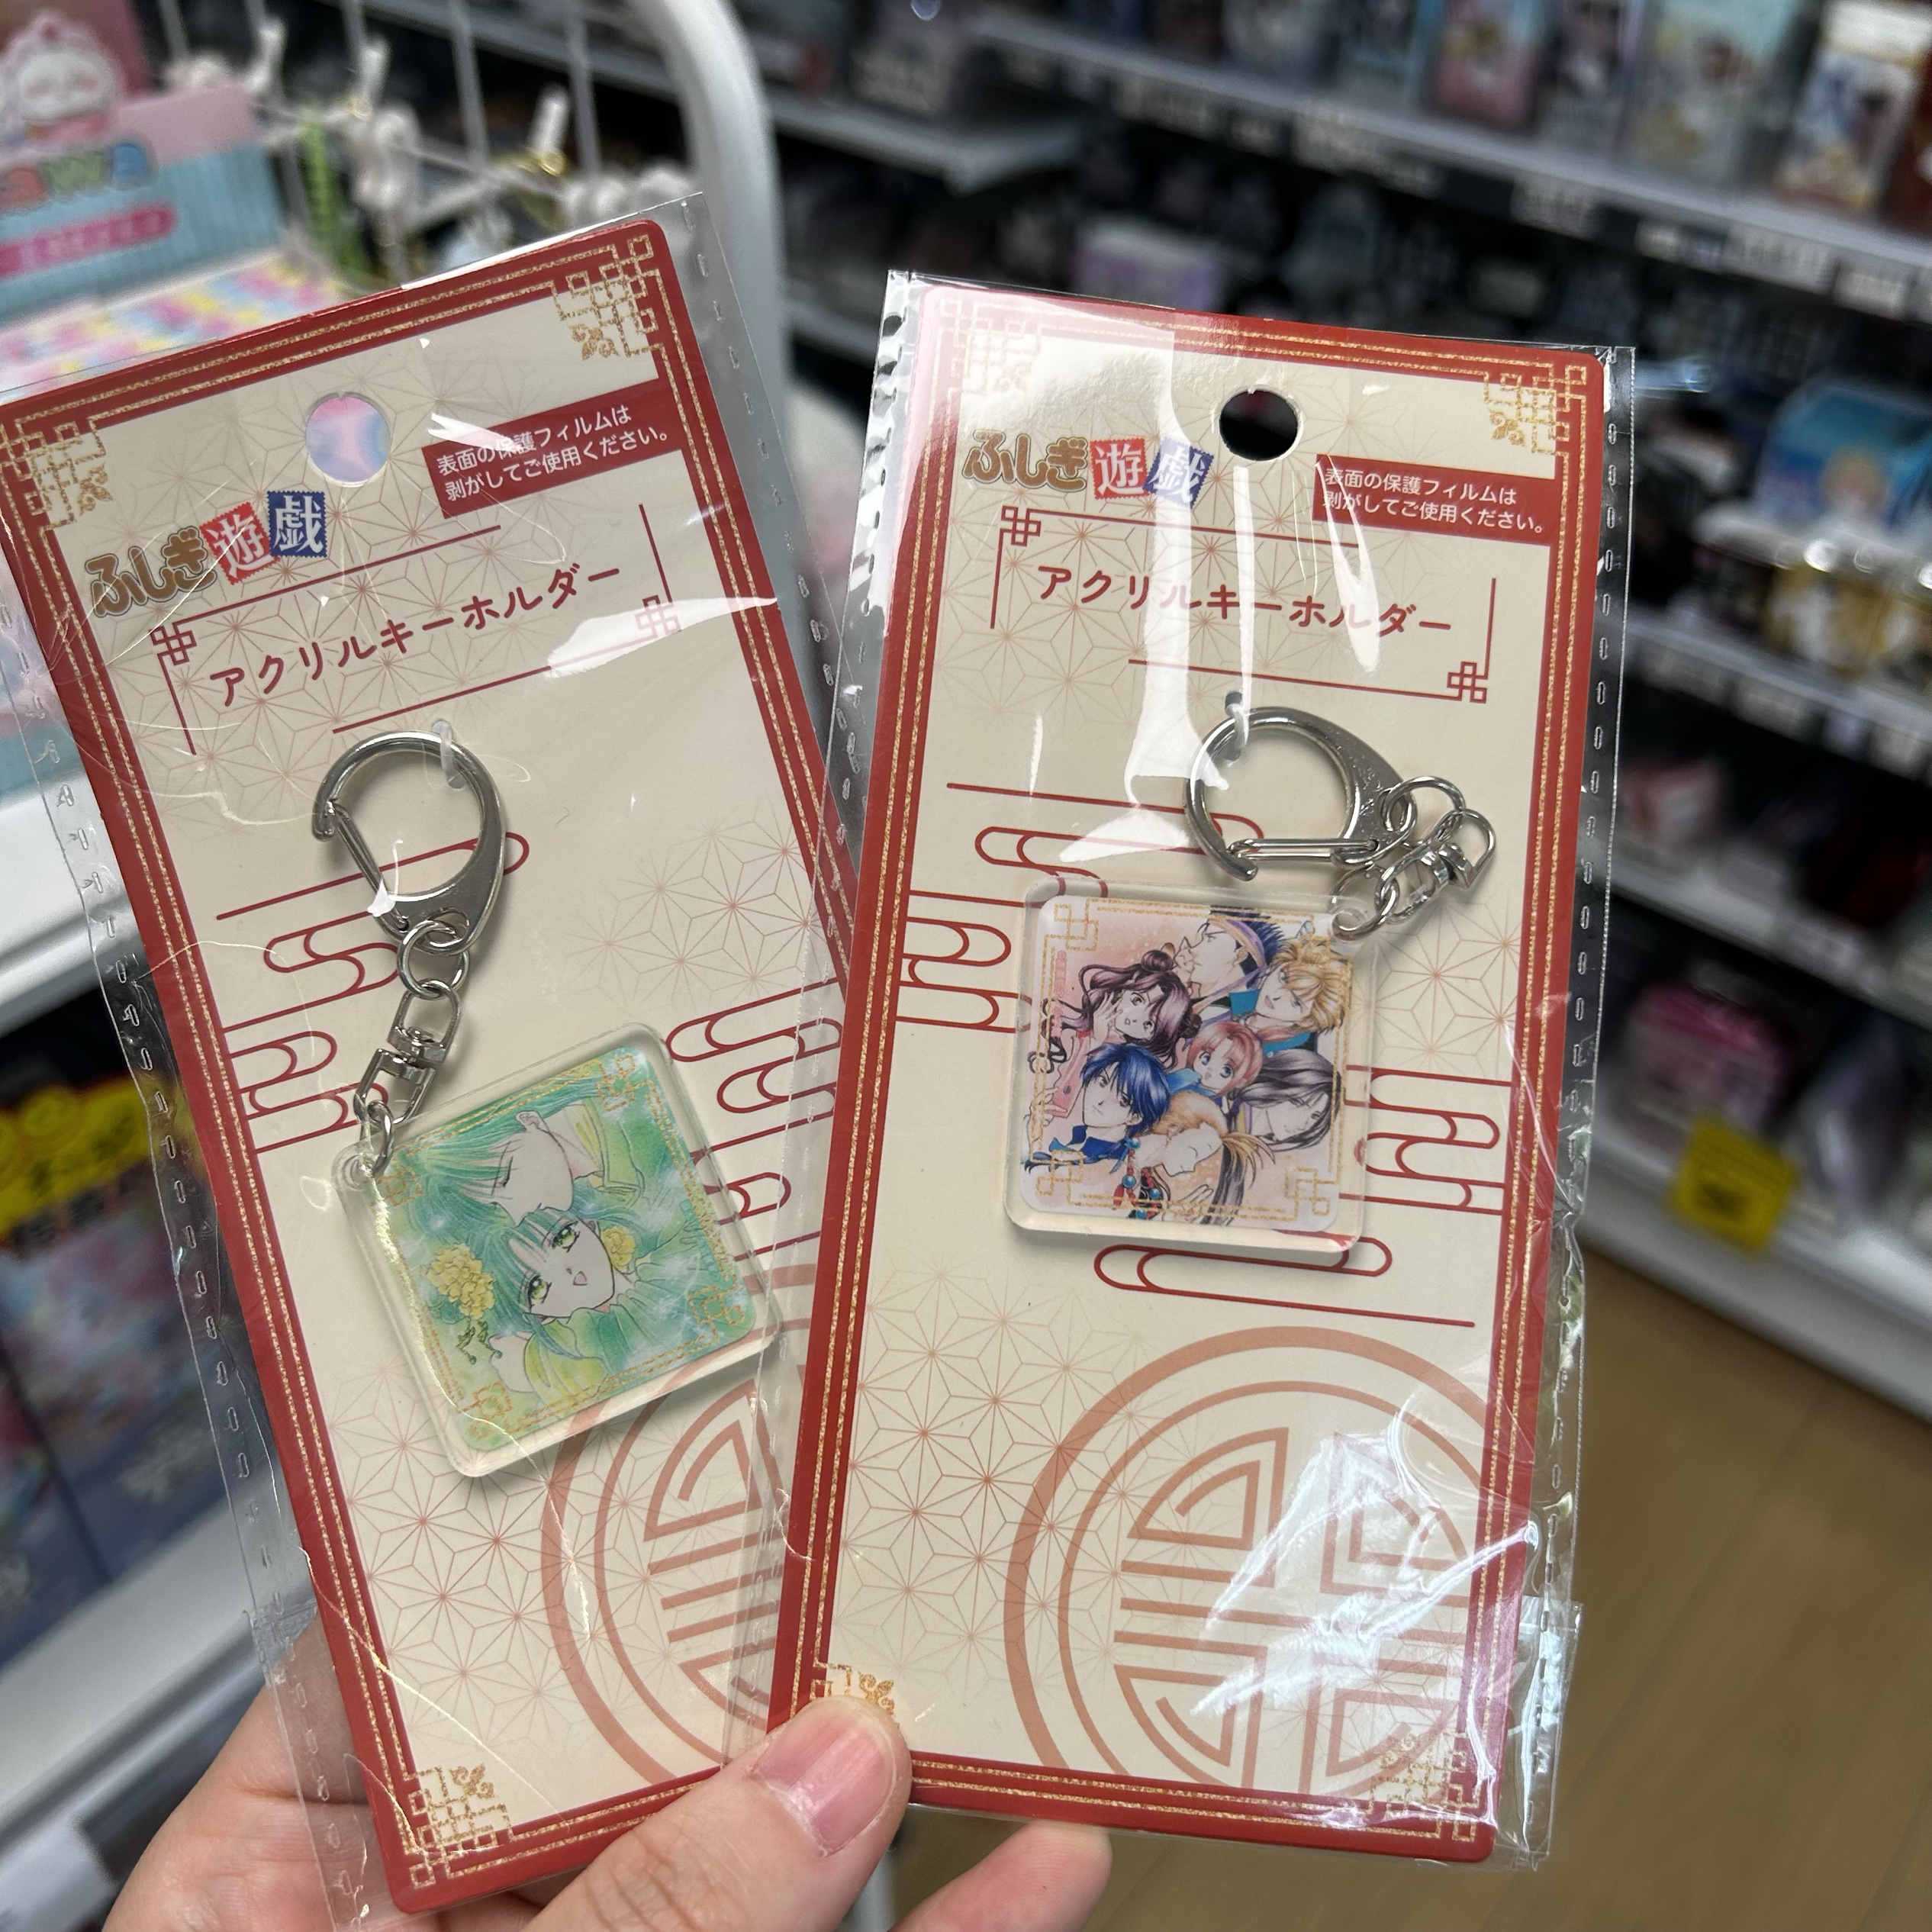 awa
表面の保護フィルムは
剥がしてご使用ください。
ふしぎ遊戯
アクリルキーホルダー
表面の保護フィルムは
剥がしてご使用ください。
ふしぎ遊戯
アクリルキーホルダー